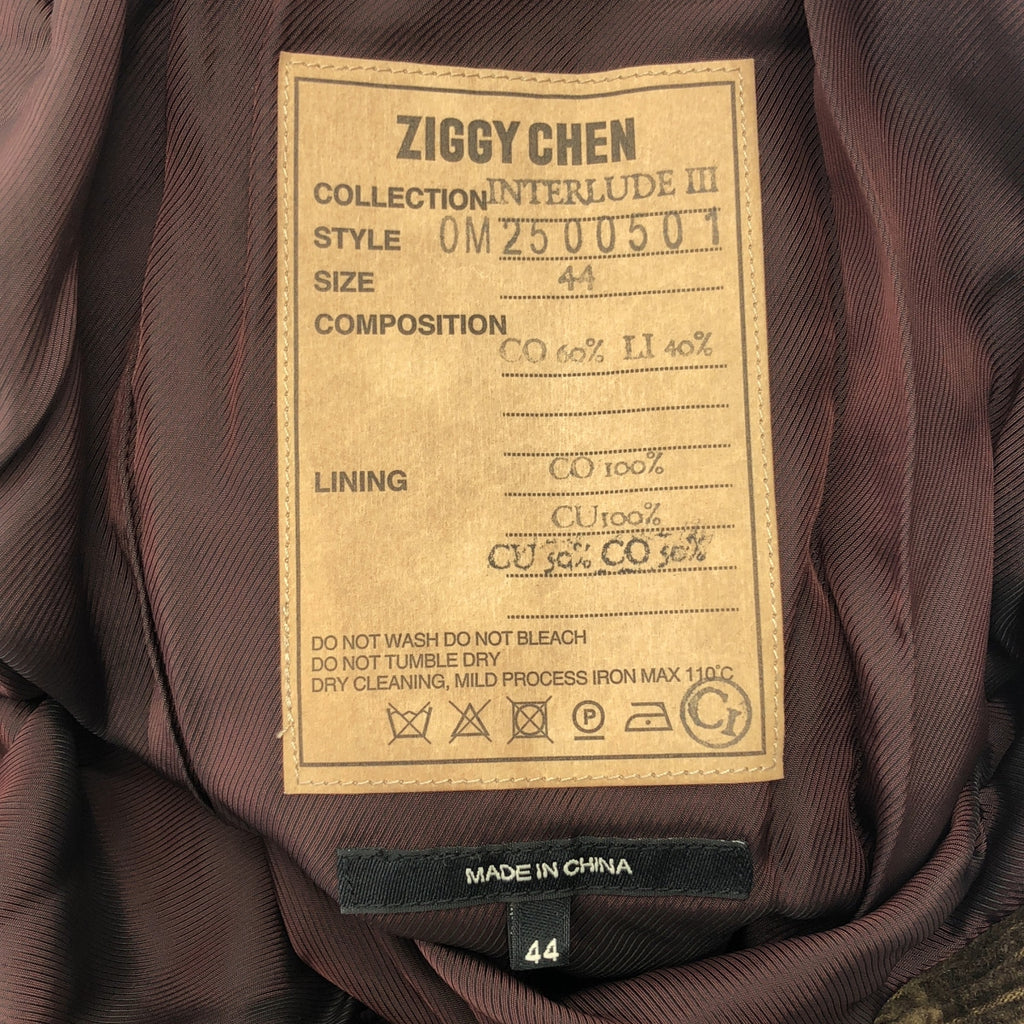 ZIGGY CHEN
COLLECTION INTERLUDE III
STYLE 0M2500501
SIZE 44
COMPOSITION
CO 60% LI 40%
CO 100%
LINING
CU 100%
CU 50% CO 50%
DO NOT WASH DO NOT BLEACH
DO NOT TUMBLE DRY
DRY CLEANING, MILD PROCESS IRON MAX 110°C
P
CI
MADE IN CHINA
44